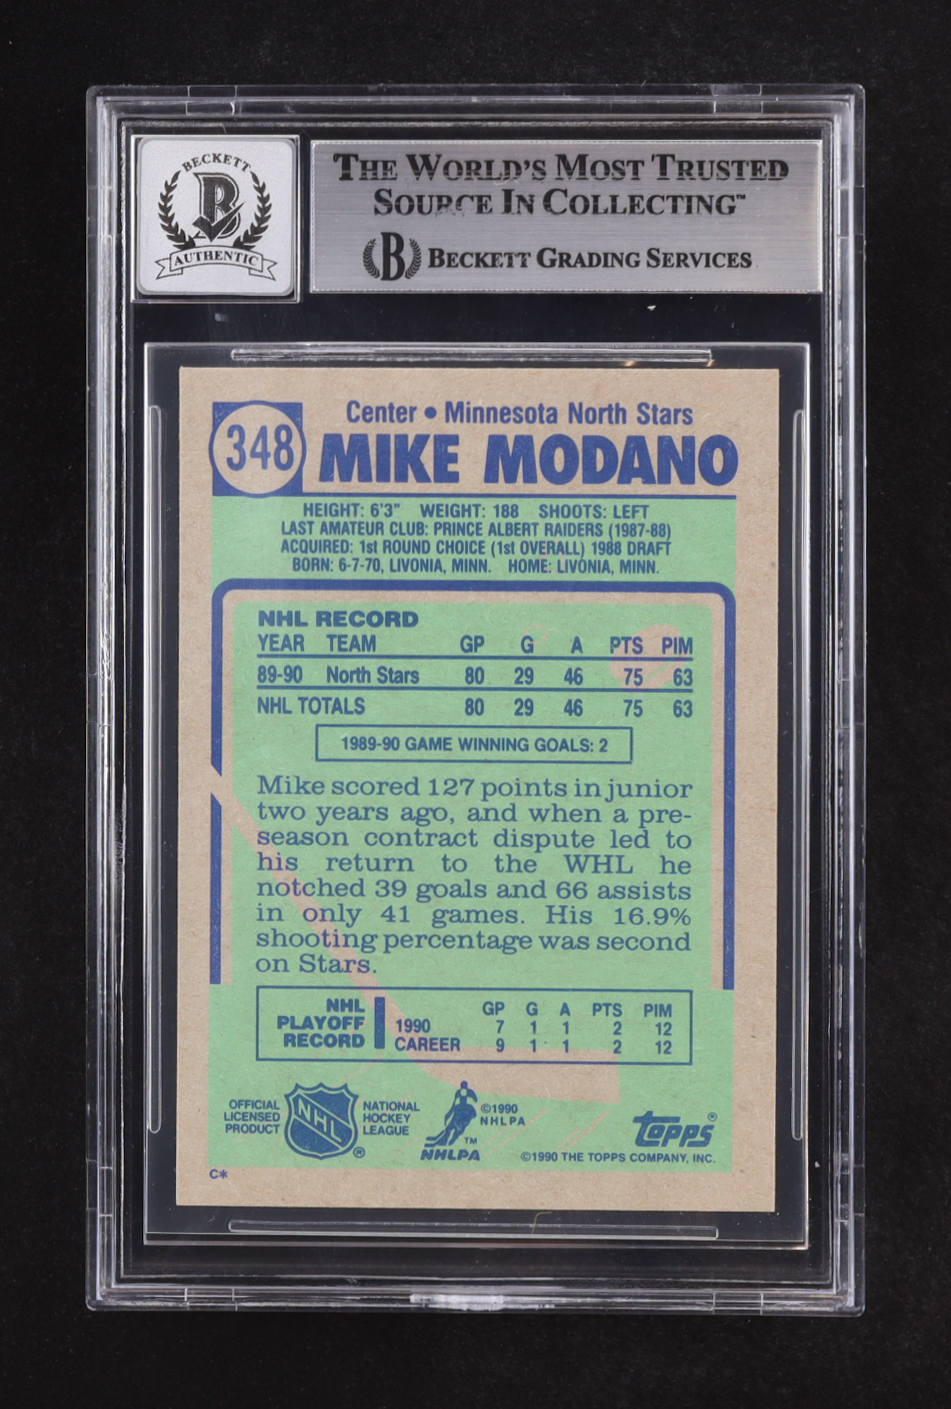 BECKETT
B
AUTHENTIC
THE WORLD'S MOST TRUSTED
SOURCE IN COLLECTING™
B BECKETT GRADING SERVICES
348
Center • Minnesota North Stars
MIKE MODANO
HEIGHT: 6'3" WEIGHT: 188 SHOOTS: LEFT
LAST AMATEUR CLUB: PRINCE ALBERT RAIDERS (1987-88)
ACQUIRED: 1st ROUND CHOICE (1st OVERALL) 1988 DRAFT
BORN: 6-7-70, LIVONIA, MINN. HOME: LIVONIA, MINN.
NHL RECORD
YEAR TEAM GP G A PTS PIM
89-90 North Stars 80 29 46 75 63
NHL TOTALS 80 29 46 75 63
1989-90 GAME WINNING GOALS: 2
Mike scored 127 points in junior
two years ago, and when a pre-
season contract dispute led to
his return to the WHL he
notched 39 goals and 66 assists
in only 41 games. His 16.9%
shooting percentage was second
on Stars.
NHL
PLAYOFF
RECORD
GP G A PTS PIM
1990 7 1 1 2 12
CAREER 9 1 1 2 12
OFFICIAL
LICENSED
PRODUCT
NHL
®
NATIONAL
HOCKEY
LEAGUE
™
NHLPA
©1990
NHLPA
Topps®
©1990 THE TOPPS COMPANY, INC.
C*